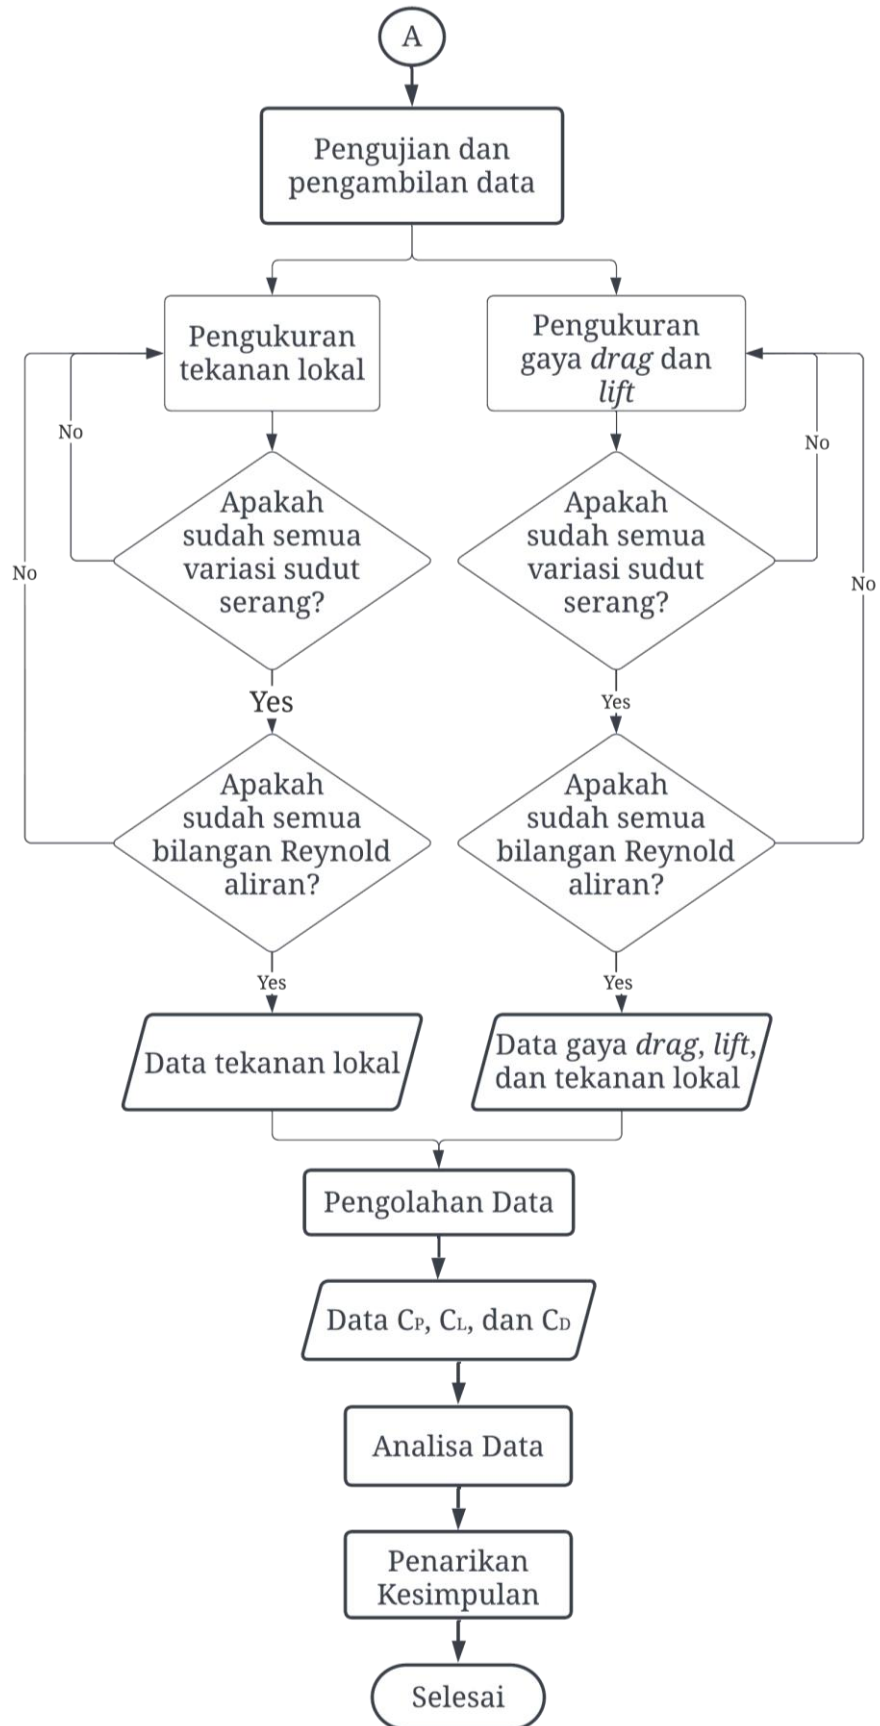 A
Pengujian dan
pengambilan data
Pengukuran
tekanan lokal
Pengukuran
gaya drag dan
lift
No
No
Apakah
sudah semua
variasi sudut
serang?
Apakah
sudah semua
variasi sudut
serang?
No
No
Yes
Yes
Apakah
sudah semua
bilangan Reynold
aliran?
Apakah
sudah semua
bilangan Reynold
aliran?
Yes
Yes
Data tekanan lokal
Data gaya drag, lift,
dan tekanan lokal
Pengolahan Data
Data CP, CL, dan CD
Analisa Data
Penarikan
Kesimpulan
Selesai